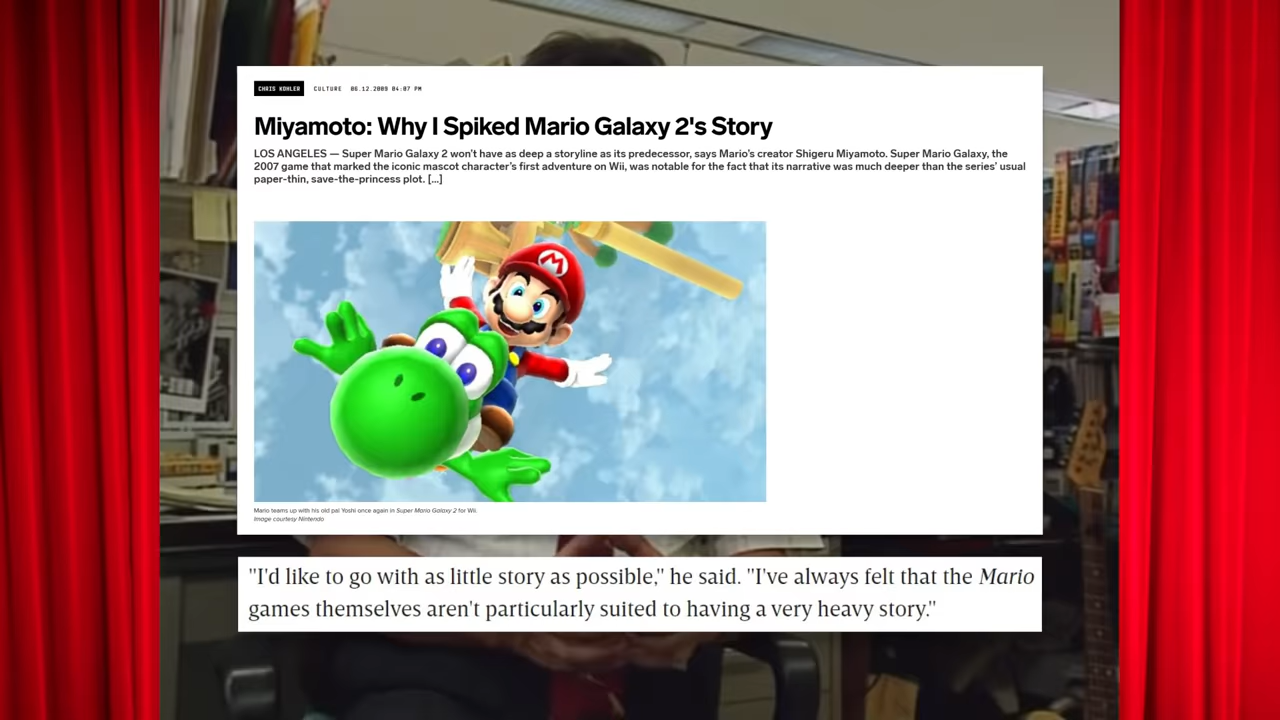 CHRIS KOHLER CULTURE 06.12.2009 04:07 PM
Miyamoto: Why I Spiked Mario Galaxy 2's Story
LOS ANGELES — Super Mario Galaxy 2 won't have as deep a storyline as its predecessor, says Mario's creator Shigeru Miyamoto. Super Mario Galaxy, the
2007 game that marked the iconic mascot character's first adventure on Wii, was notable for the fact that its narrative was much deeper than the series' usual
paper-thin, save-the-princess plot. [...]
M
Mario teams up with his old pal Yoshi once again in Super Mario Galaxy 2 for Wii.
Image courtesy Nintendo
"I'd like to go with as little story as possible," he said. "I've always felt that the Mario
games themselves aren't particularly suited to having a very heavy story."